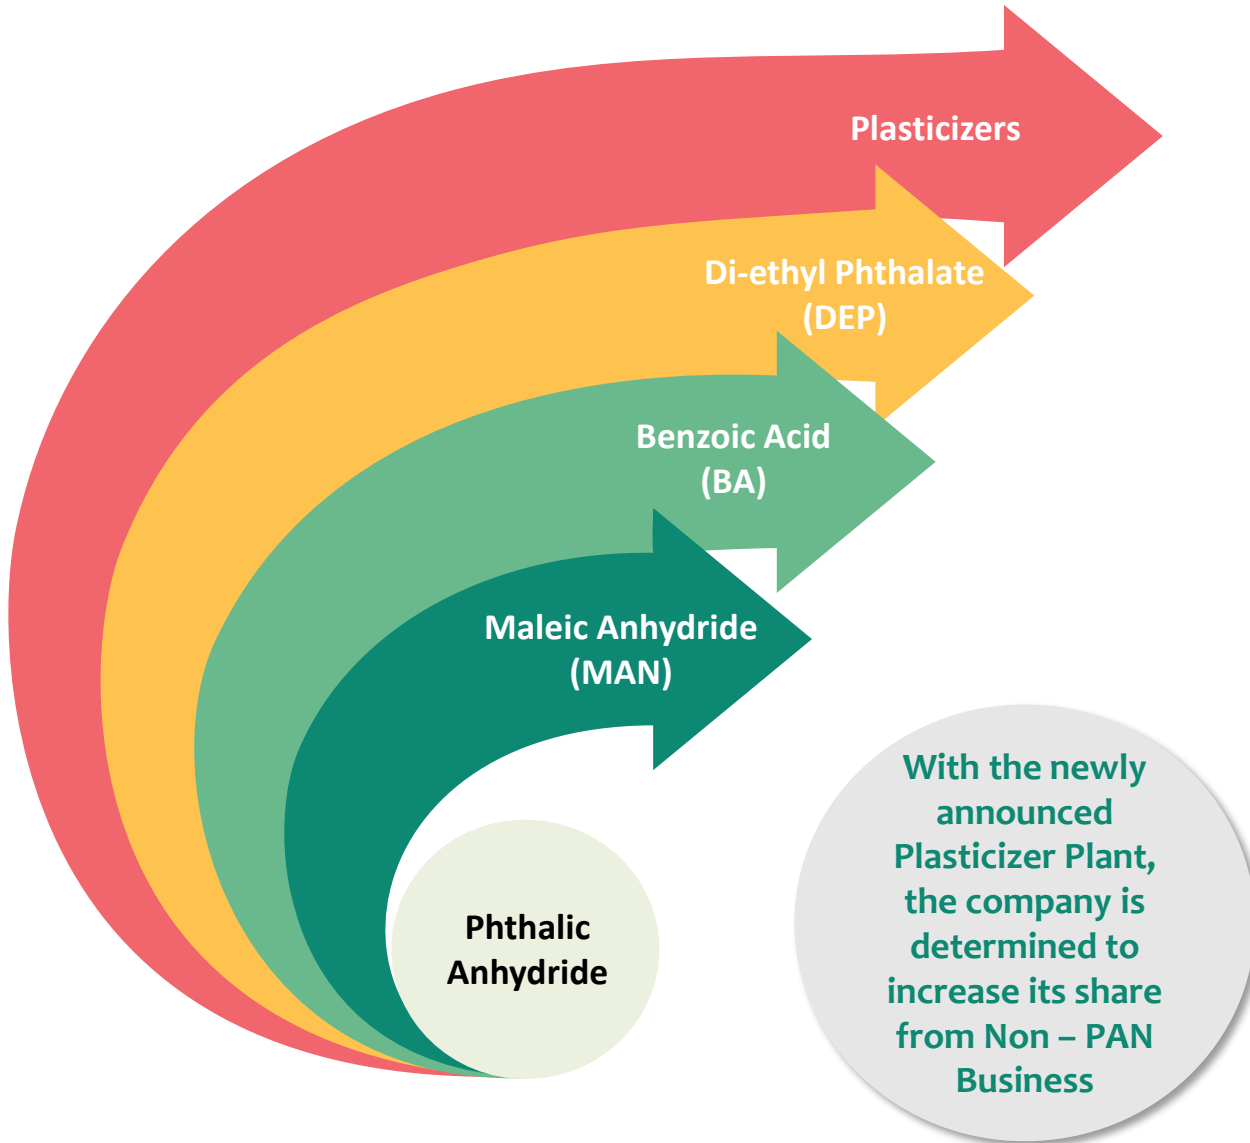 Plasticizers
Di-ethyl Phthalate
(DEP)
Benzoic Acid
(BA)
Maleic Anhydride
(MAN)
Phthalic
Anhydride
With the newly
announced
Plasticizer Plant,
the company is
determined to
increase its share
from Non – PAN
Business